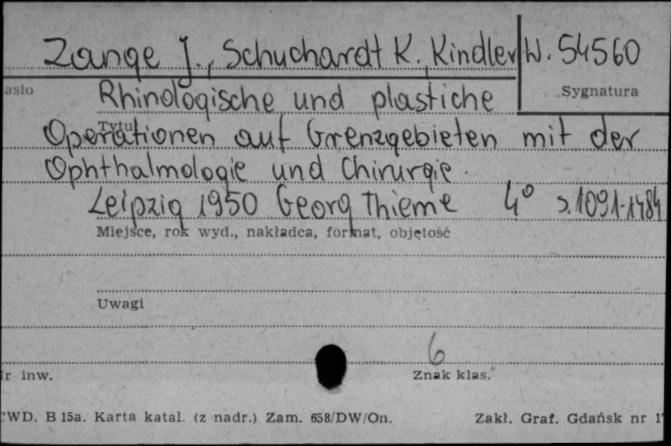 Zange J., Schuchardt K., Kindler W. 54560
asło
Sygnatura
Rhinologische und plastiche
Tytuł
Operationen auf Grenzgebieten mit der
Ophthalmologie und Chirurgie.
Leipzig 1950 Georg Thieme 4° s.1091-1484
Miejsce, rok wyd., nakładca, format, objętość
Uwagi
6
r inw.
Znak klas.
CWD. B 15a. Karta katal. (z nadr.) Zam. 658/DW/On.
Zakł. Graf. Gdańsk nr 1